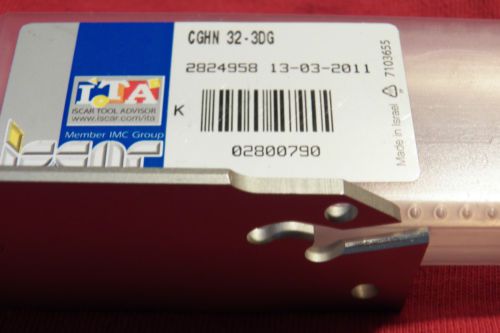 CGHN 32-3DG
2824958 13-03-2011
ITA
ISCAR TOOL ADVISOR
www.iscar.com/ita
Member IMC Group
iscar
K
02800790
Made in Israel
7103655